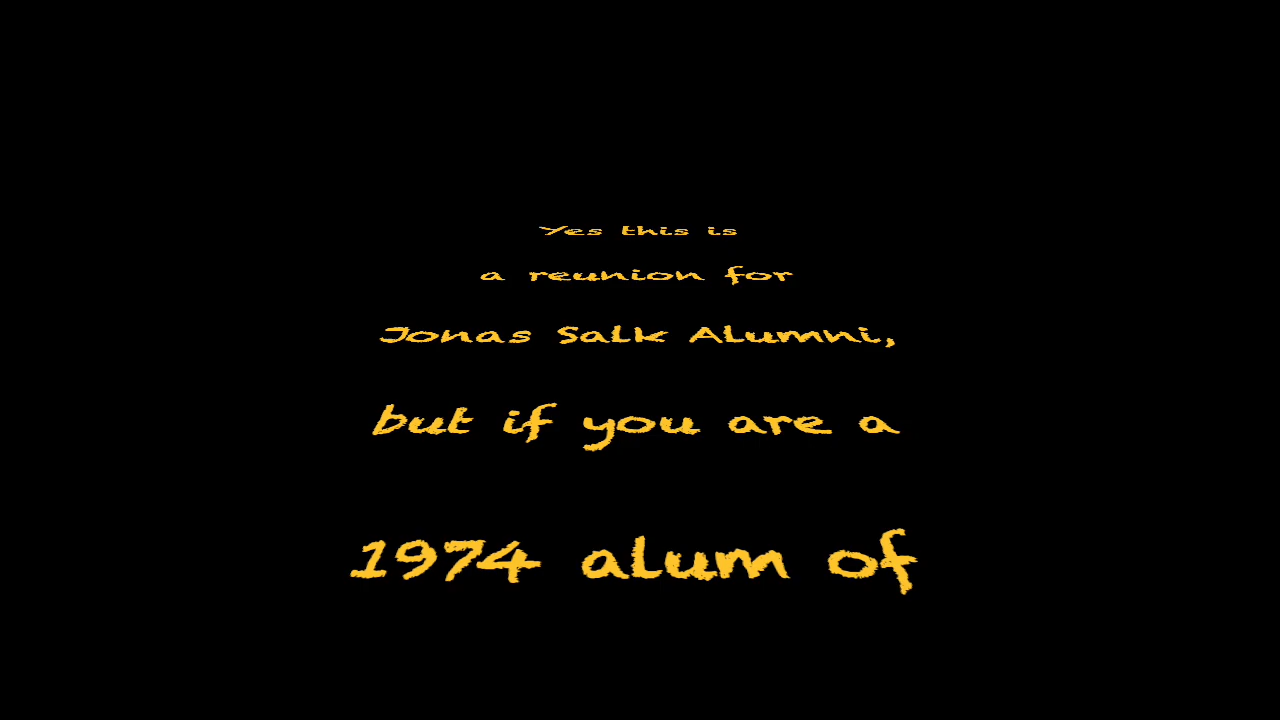 Yes this is
a reunion for
Jonas Salk Alumni,
but if you are a
1974 alum of